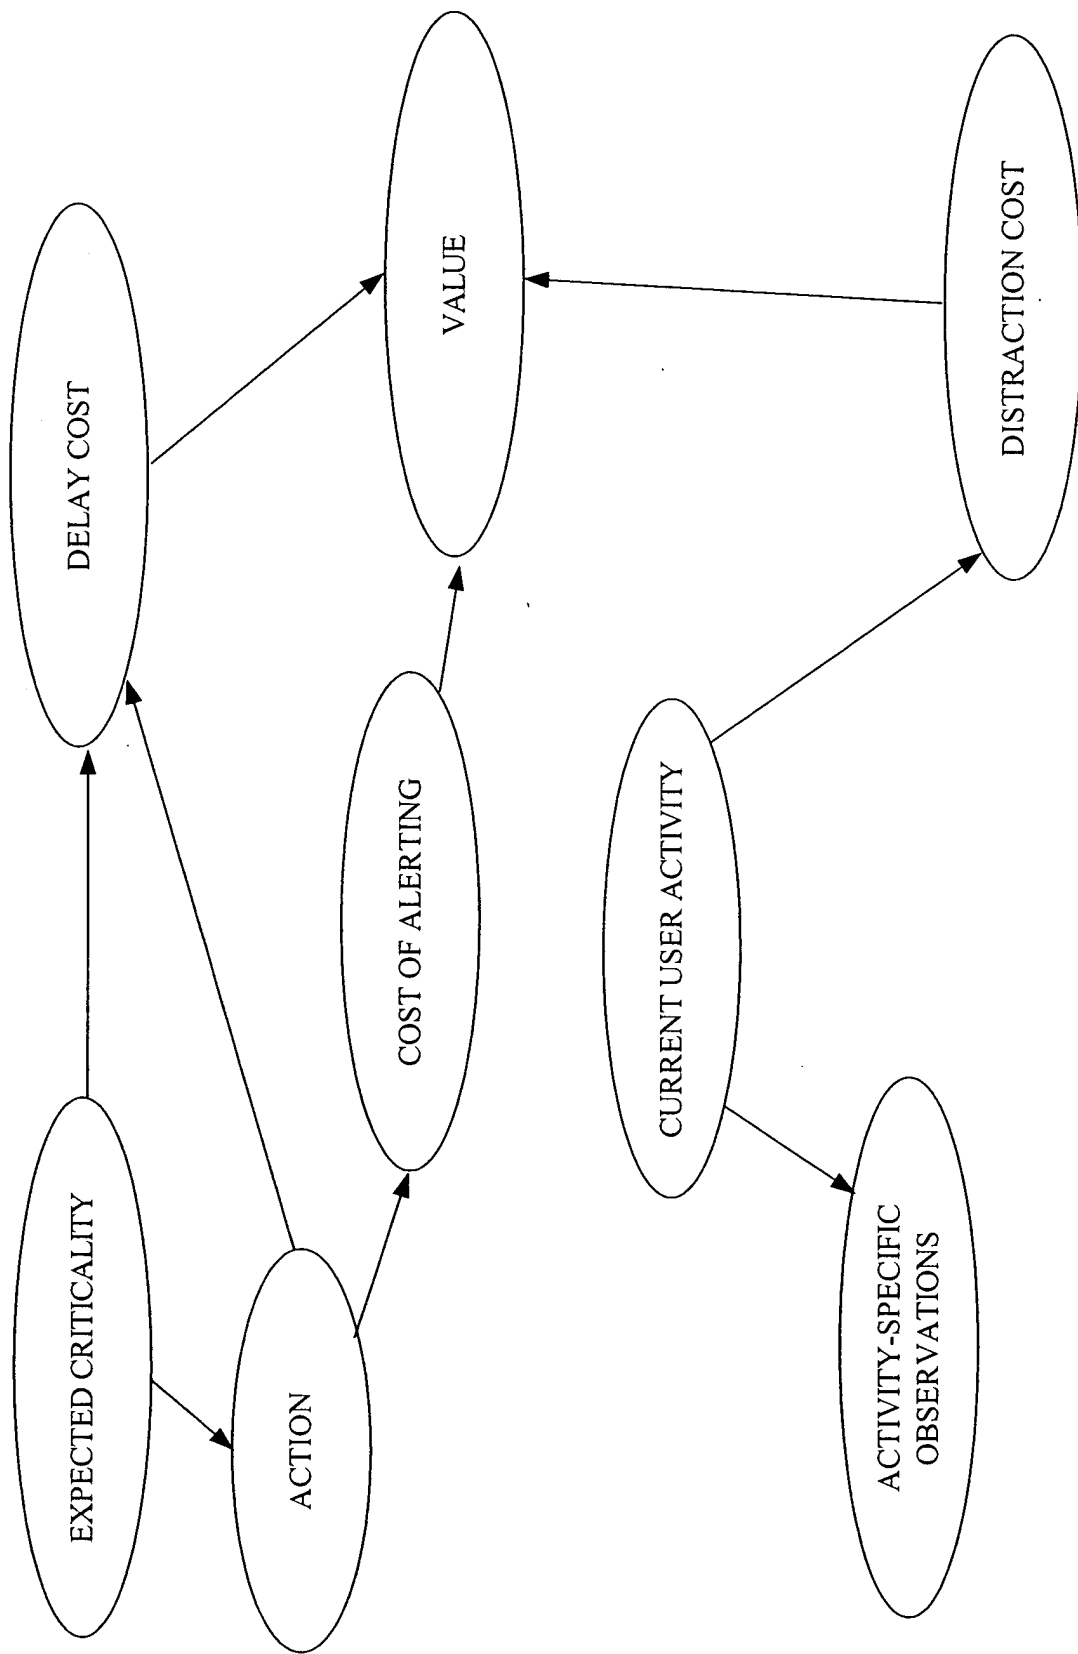 EXPECTED CRITICALITY
DELAY COST
ACTION
COST OF ALERTING
VALUE
CURRENT USER ACTIVITY
ACTIVITY-SPECIFIC
OBSERVATIONS
DISTRACTION COST